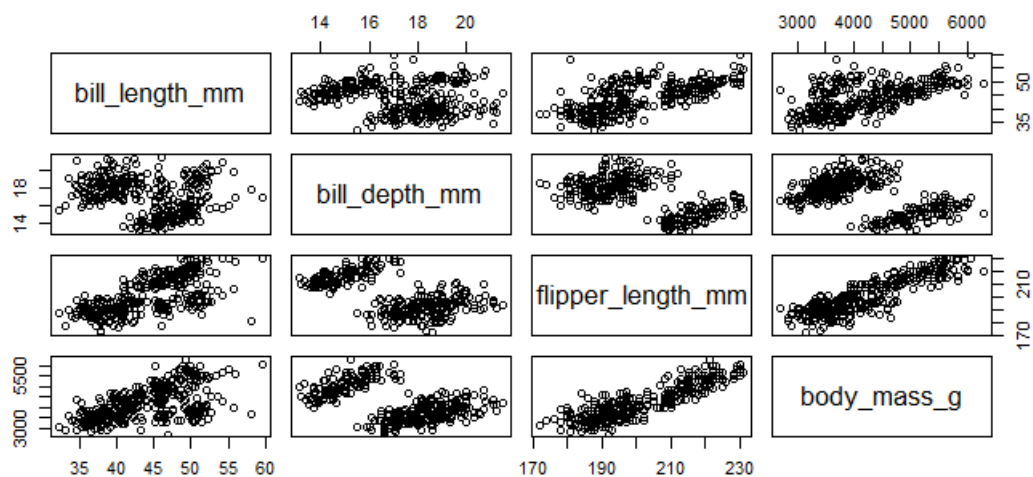 14 16 18 20
3000 4000 5000 6000
bill_length_mm
35 50
14 18
bill_depth_mm
flipper_length_mm
170 210
3000 5500
body_mass_g
35 40 45 50 55 60
170 190 210 230